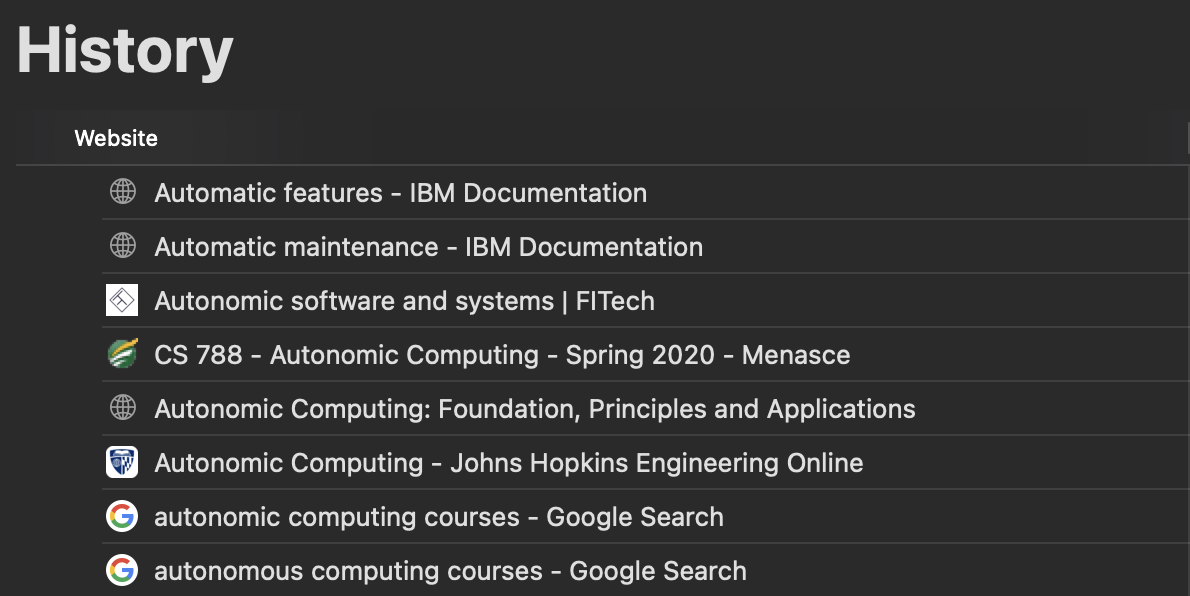 History
Website
Automatic features - IBM Documentation
Automatic maintenance - IBM Documentation
Autonomic software and systems | FITech
CS 788 - Autonomic Computing - Spring 2020 - Menasce
Autonomic Computing: Foundation, Principles and Applications
Autonomic Computing - Johns Hopkins Engineering Online
autonomic computing courses - Google Search
autonomous computing courses - Google Search